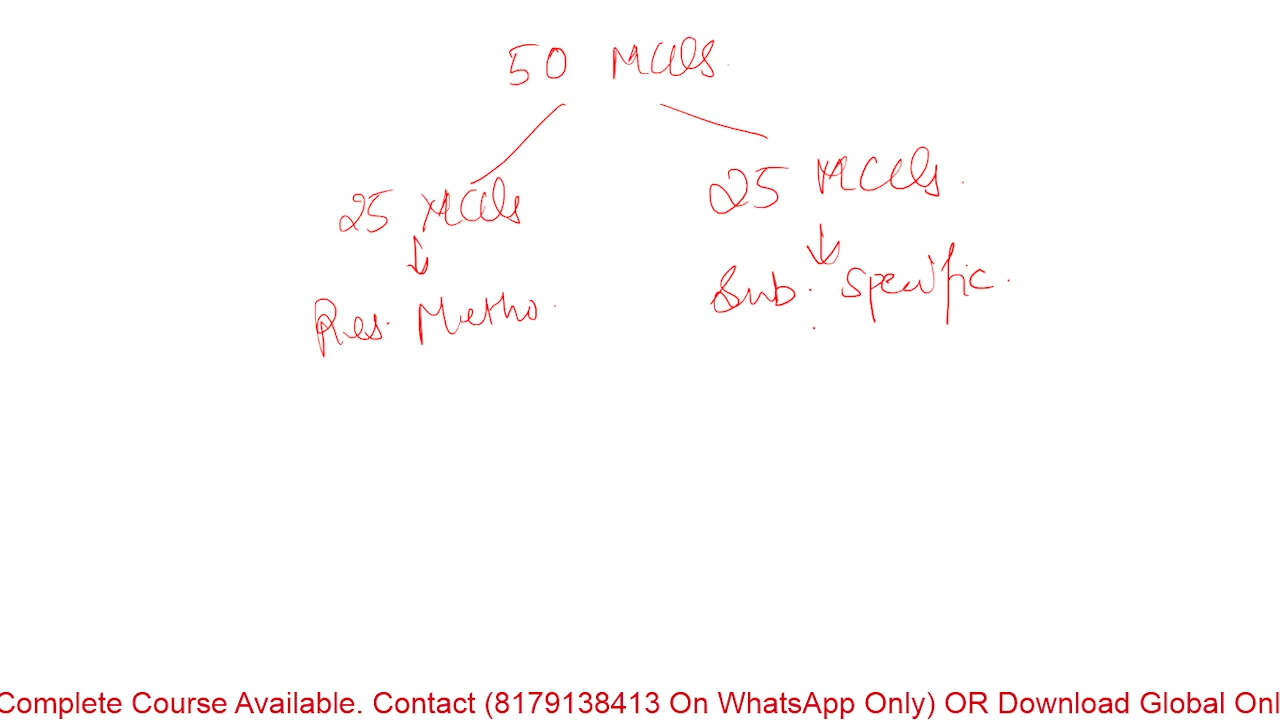 50 MCQs.
25 MCQs
25 MCQs.
Res. Metho.
Sub. Specific.
Complete Course Available. Contact (8179138413 On WhatsApp Only) OR Download Global Onl